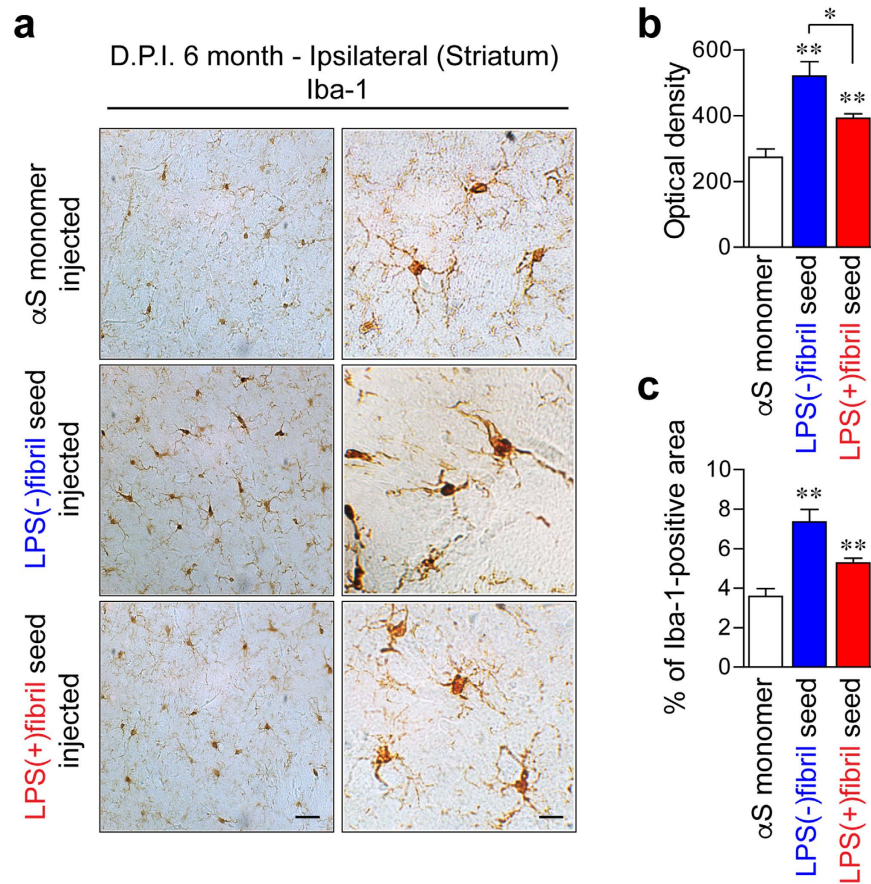 a
D.P.I. 6 month - Ipsilateral (Striatum)
Iba-1
αS monomer
injected
LPS(-)fibril seed
injected
LPS(+)fibril seed
injected
b
Optical density
600
400
200
0
**
*
**
αS monomer
LPS(-)fibril seed
LPS(+)fibril seed
c
% of Iba-1-positive area
10
8
6
4
2
0
**
**
αS monomer
LPS(-)fibril seed
LPS(+)fibril seed